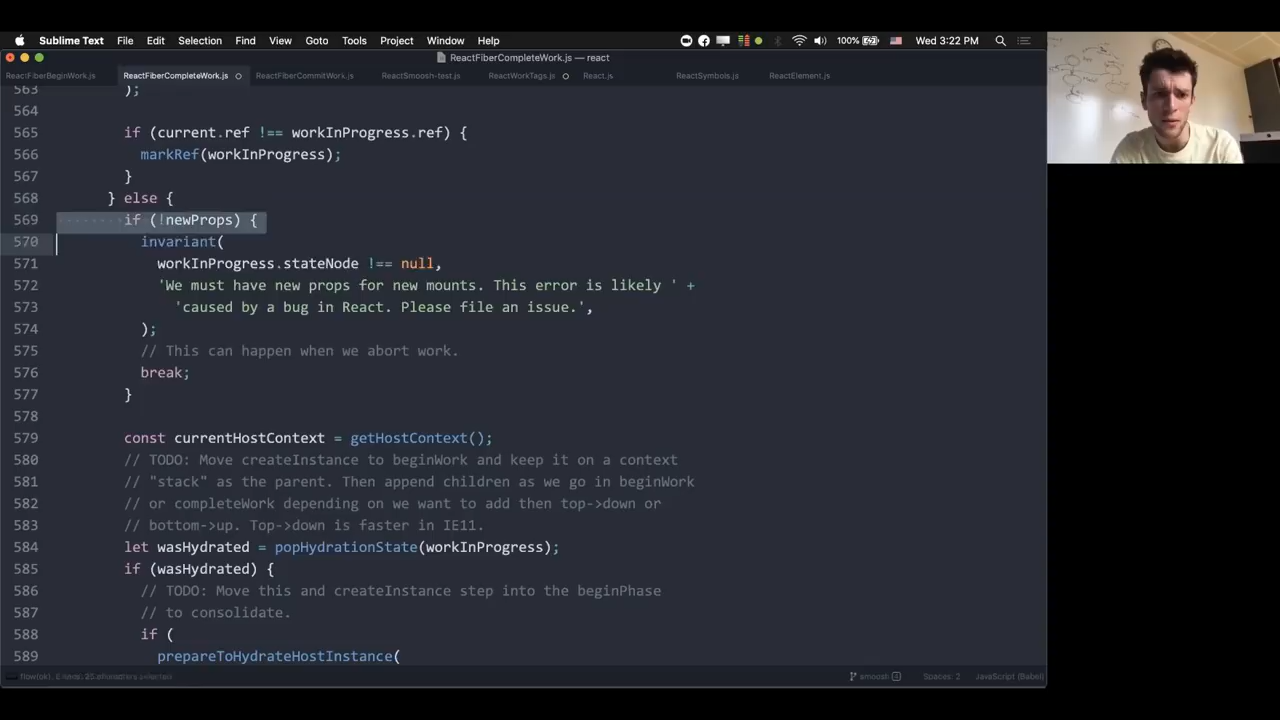 Sublime Text File Edit Selection Find View Goto Tools Project Window Help 100% Wed 3:22 PM
ReactFiberCompleteWork.js — react
ReactFiberBeginWork.js ReactFiberCompleteWork.js ReactFiberCommitWork.js ReactSmoosh-test.js ReactWorkTags.js React.js ReactSymbols.js ReactElement.js
563 );
564
565 if (current.ref !== workInProgress.ref) {
566 markRef(workInProgress);
567 }
568 } else {
569 if (!newProps) {
570 invariant(
571 workInProgress.stateNode !== null,
572 'We must have new props for new mounts. This error is likely ' +
573 'caused by a bug in React. Please file an issue.',
574 );
575 // This can happen when we abort work.
576 break;
577 }
578
579 const currentHostContext = getHostContext();
580 // TODO: Move createInstance to beginWork and keep it on a context
581 // "stack" as the parent. Then append children as we go in beginWork
582 // or completeWork depending on we want to add then top->down or
583 // bottom->up. Top->down is faster in IE11.
584 let wasHydrated = popHydrationState(workInProgress);
585 if (wasHydrated) {
586 // TODO: Move this and createInstance step into the beginPhase
587 // to consolidate.
588 if (
589 prepareToHydrateHostInstance(
smoosh 4 Spaces: 2 JavaScript (Babel)